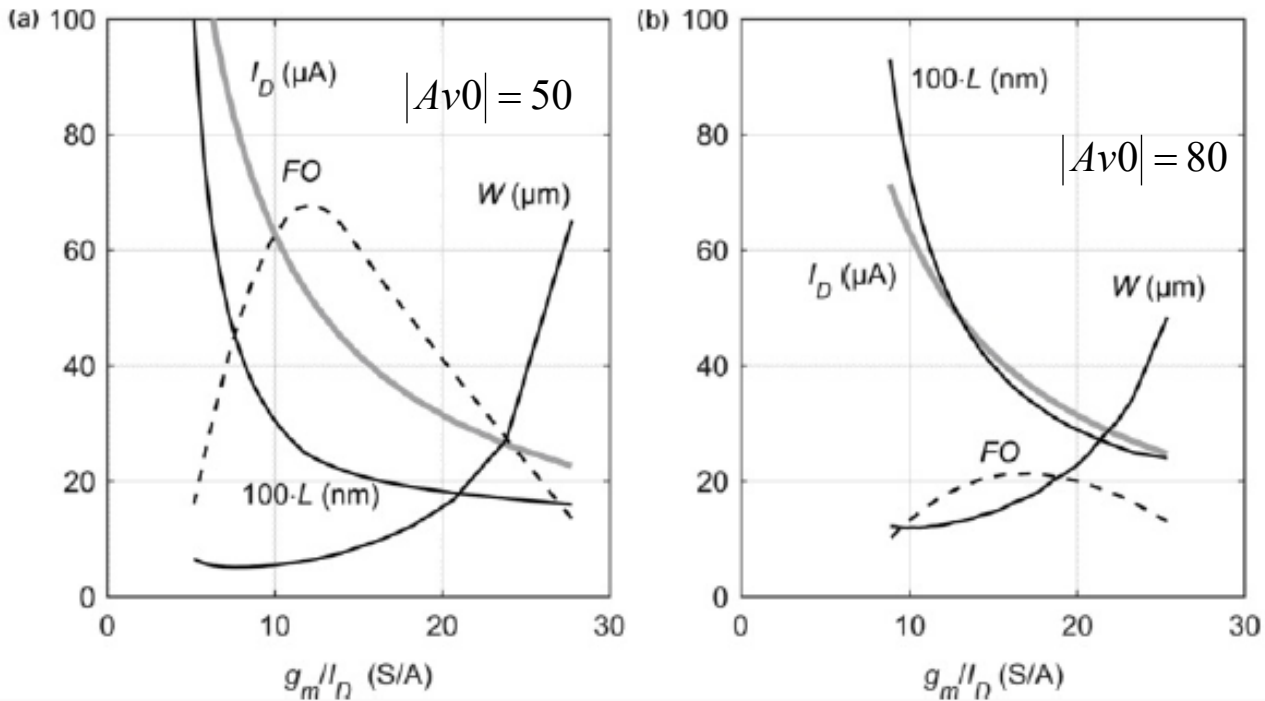 (a)
100
80
60
40
20
0
I_D (µA)
|Av0| = 50
FO
W (µm)
100·L (nm)
0 10 20 30
g_m/I_D (S/A)
(b)
100
80
60
40
20
0
100·L (nm)
|Av0| = 80
I_D (µA)
W (µm)
FO
0 10 20 30
g_m/I_D (S/A)